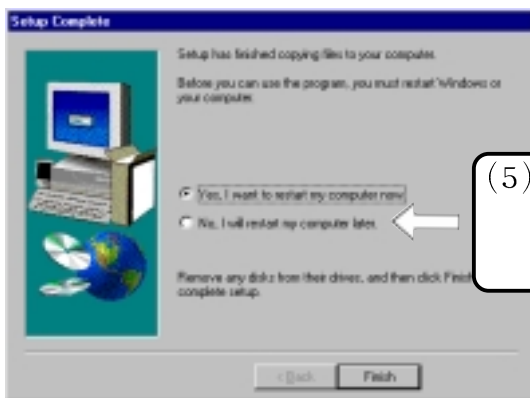 Setup Complete
Setup has finished copying files to your computer.
Before you can use the program, you must restart Windows or
your computer.
Yes, I want to restart my computer now.
No, I will restart my computer later.
(5)
Remove any disks from their drives, and then click Finish
complete setup.
< Back
Finish